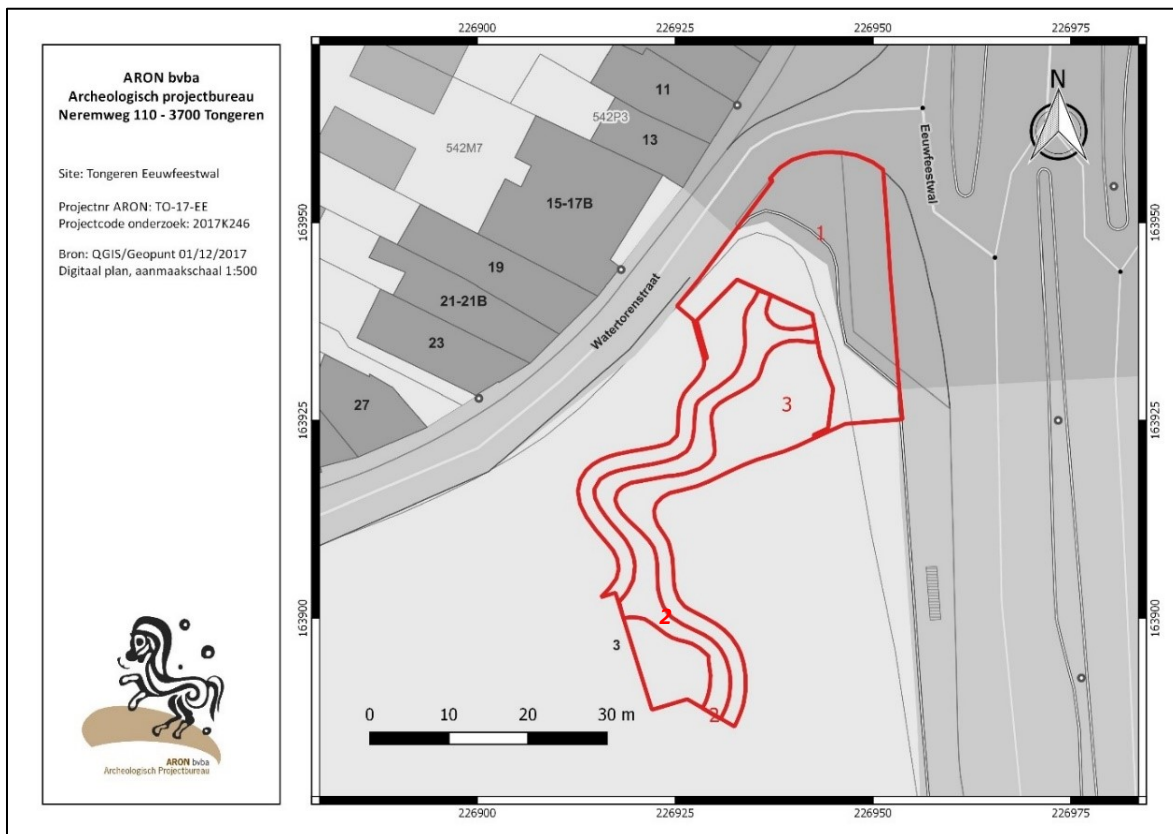 ARON bvba
Archeologisch projectbureau
Neremweg 110 - 3700 Tongeren
Site: Tongeren Eeuwfeestwal
Projectnr ARON: TO-17-EE
Projectcode onderzoek: 2017K246
Bron: QGIS/Geopunt 01/12/2017
Digitaal plan, aanmaakschaal 1:500
ARON bvba
Archeologisch Projectbureau
226900
226925
226950
226975
163950
163925
163900
163950
163925
163900
226900
226925
226950
226975
N
11
542P3
13
542M7
15-17B
19
21-21B
23
27
Watertorenstraat
Eeuwfeestwal
1
3
2
3
2
0
10
20
30 m